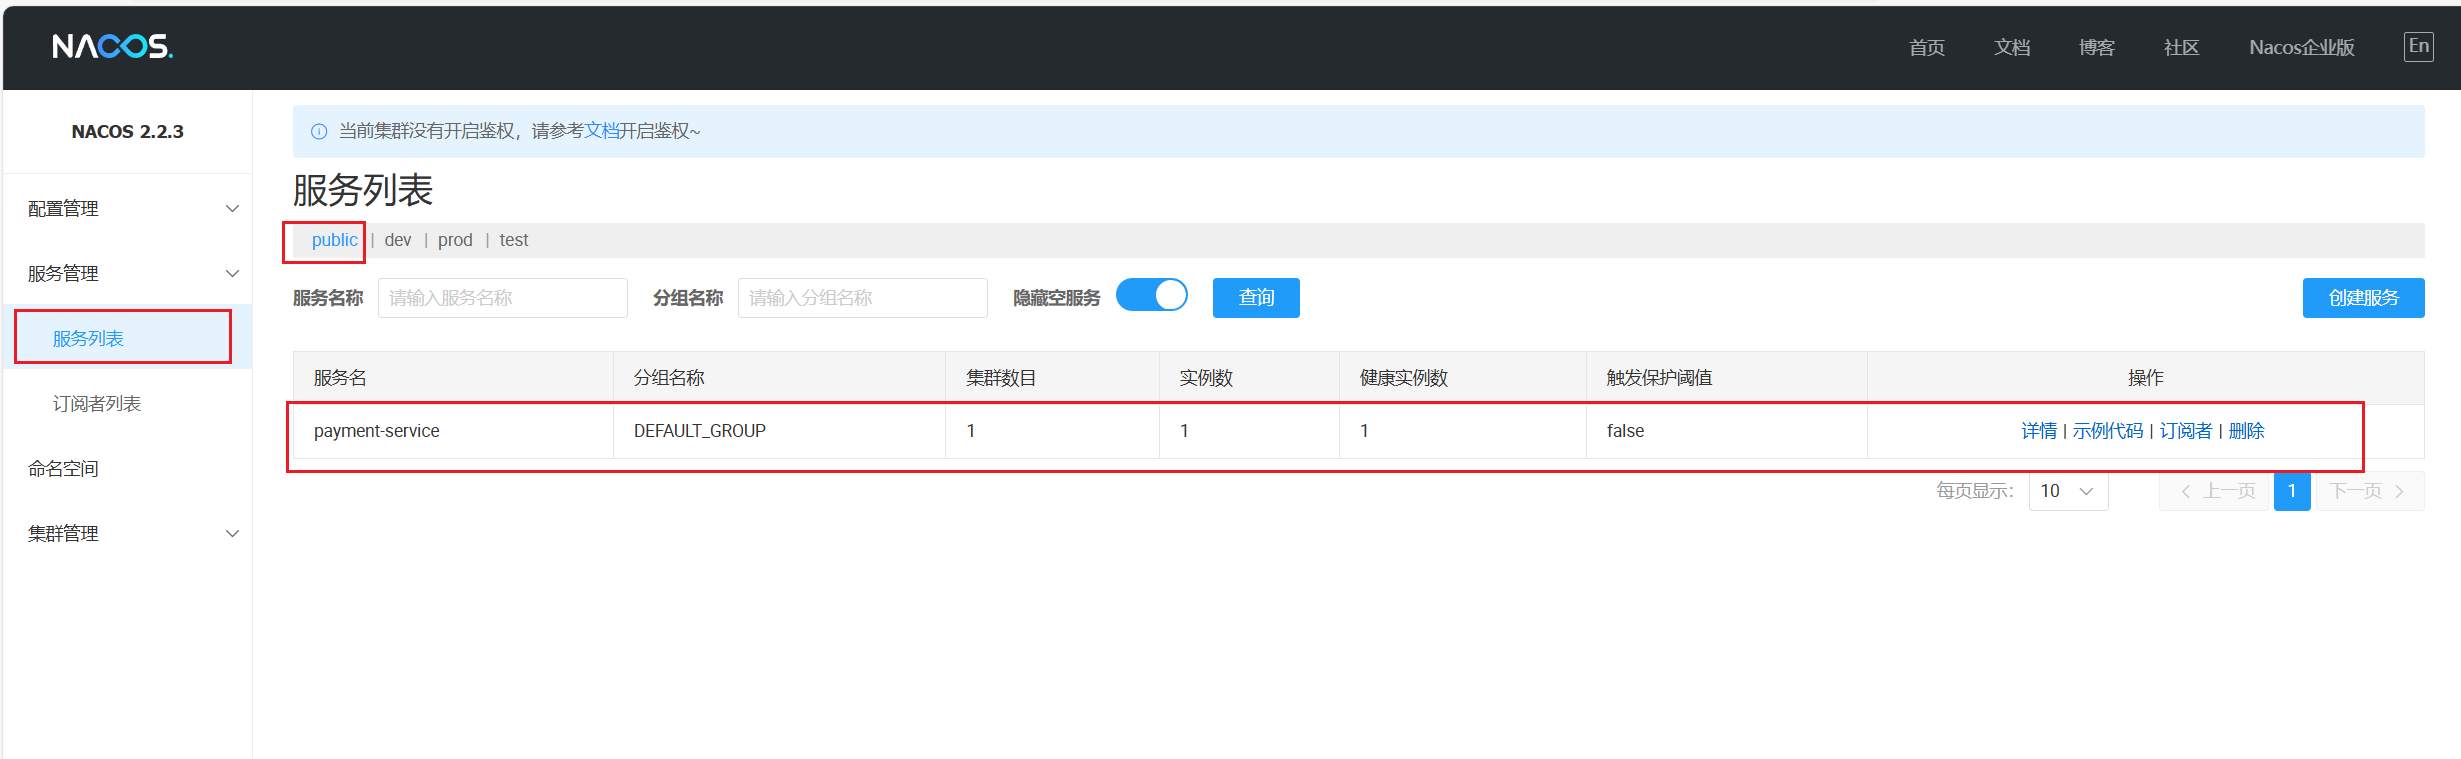 NACOS.
首页 文档 博客 社区 Nacos企业版 En
NACOS 2.2.3
配置管理
服务管理
服务列表
订阅者列表
命名空间
集群管理
当前集群没有开启鉴权，请参考文档开启鉴权~
服务列表
public | dev | prod | test
服务名称 请输入服务名称 分组名称 请输入分组名称 隐藏空服务 查询 创建服务
服务名 分组名称 集群数目 实例数 健康实例数 触发保护阈值 操作
payment-service DEFAULT_GROUP 1 1 1 false 详情 | 示例代码 | 订阅者 | 删除
每页显示： 10 上一页 1 下一页